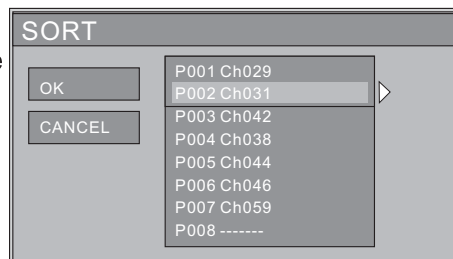 SORT
e
OK
CANCEL
P001 Ch029
P002 Ch031
P003 Ch042
P004 Ch038
P005 Ch044
P006 Ch046
P007 Ch059
P008 -------